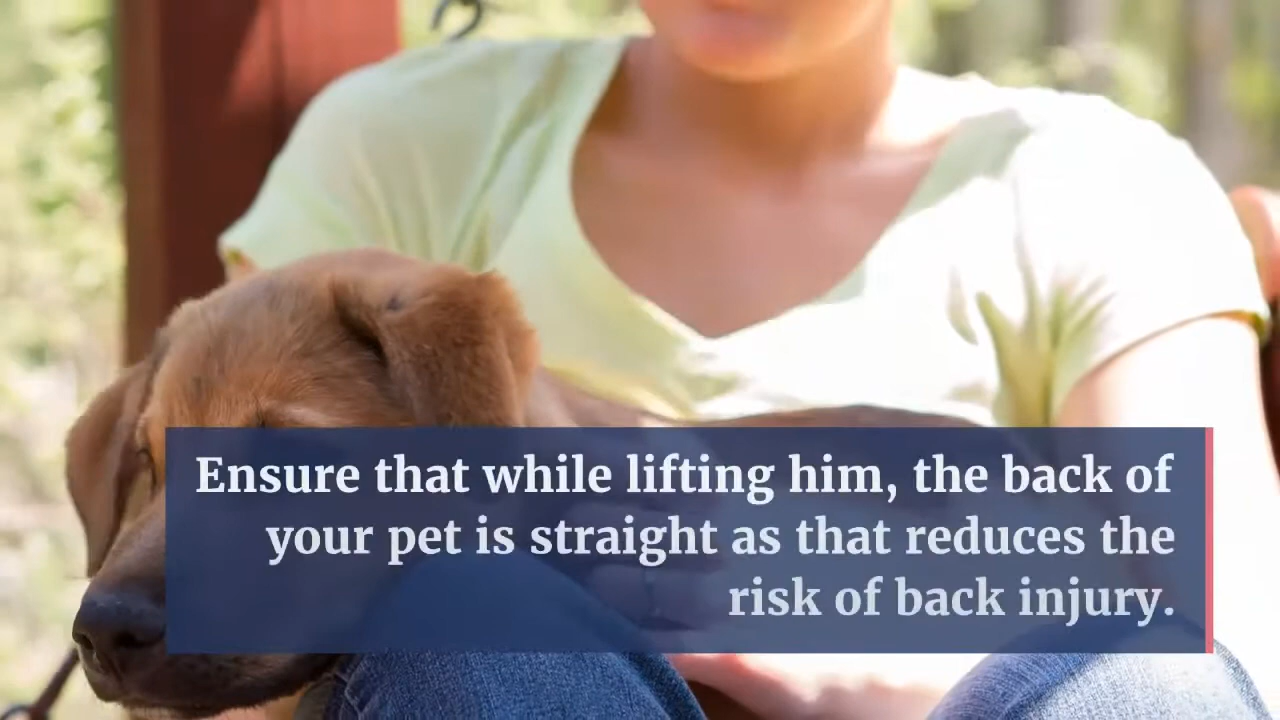 Ensure that while lifting him, the back of
your pet is straight as that reduces the
risk of back injury.